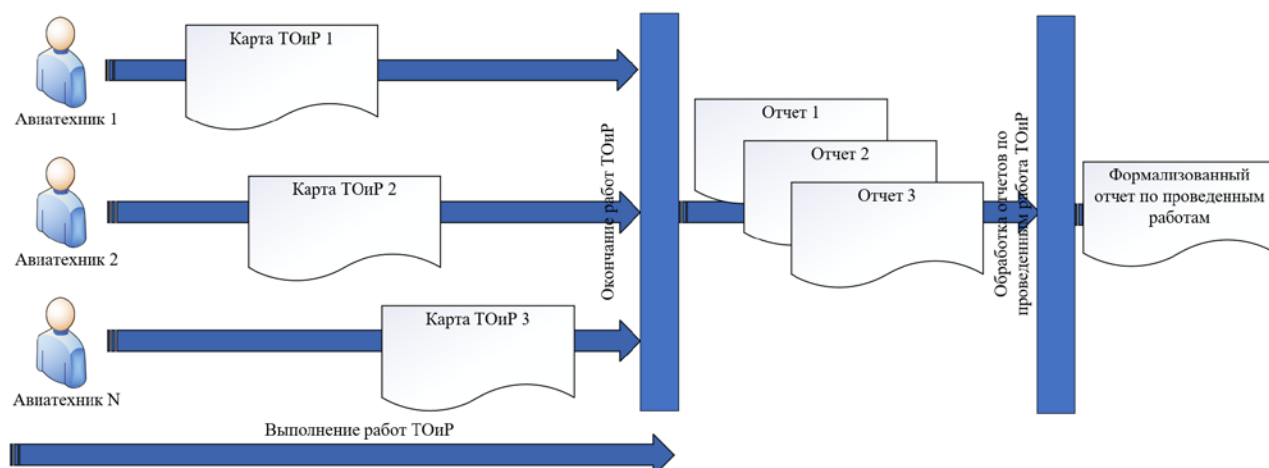 Карта ТОиР 1
Авиатехник 1
Карта ТОиР 2
Авиатехник 2
Карта ТОиР 3
Авиатехник N
Выполнение работ ТОиР
Окончание работ ТОиР
Отчет 1
Отчет 2
Отчет 3
Обработка отчетов по
проведенным работа ТОиР
Формализованный
отчет по проведенным
работам